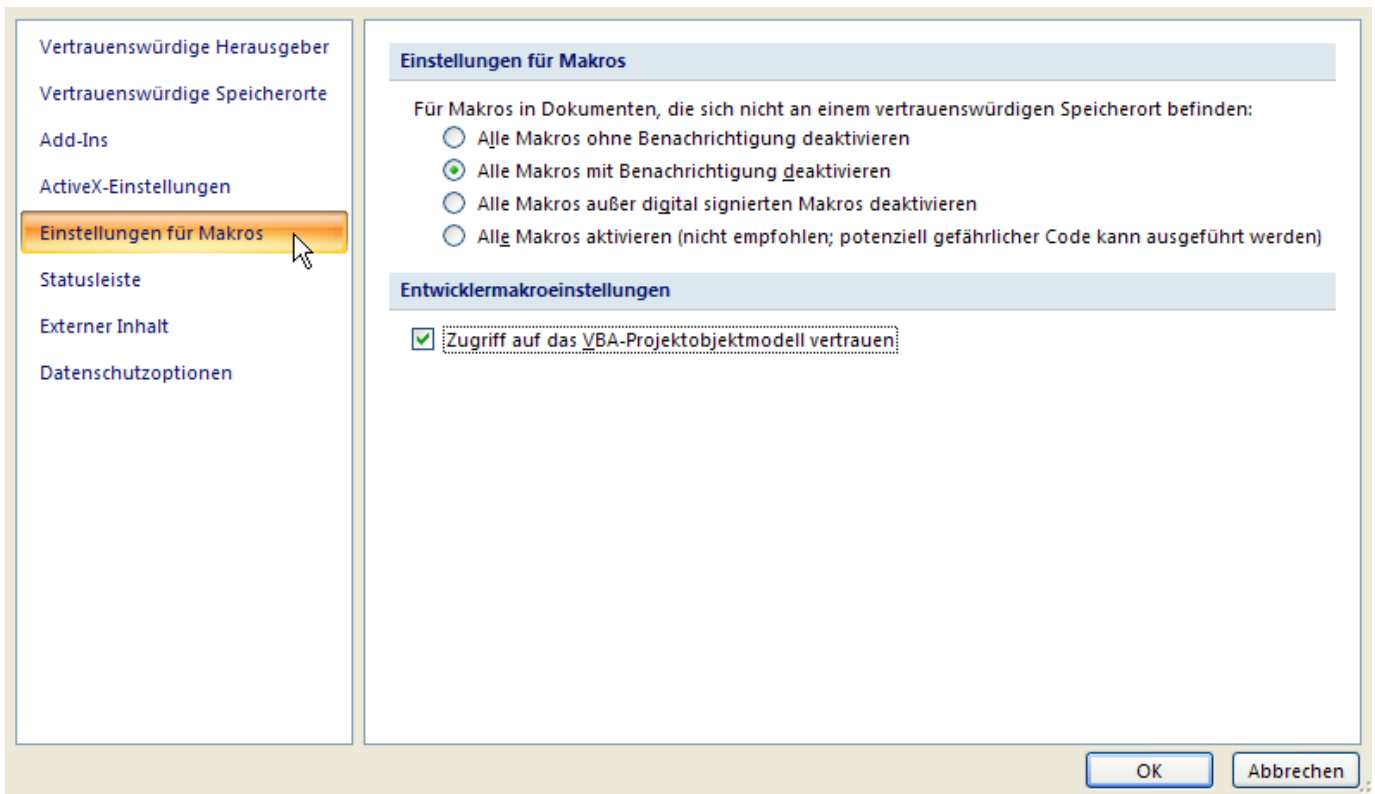 Vertrauenswürdige Herausgeber
Vertrauenswürdige Speicherorte
Add-Ins
ActiveX-Einstellungen
Einstellungen für Makros
Statusleiste
Externer Inhalt
Datenschutzoptionen
Einstellungen für Makros
Für Makros in Dokumenten, die sich nicht an einem vertrauenswürdigen Speicherort befinden:
Alle Makros ohne Benachrichtigung deaktivieren
Alle Makros mit Benachrichtigung deaktivieren
Alle Makros außer digital signierten Makros deaktivieren
Alle Makros aktivieren (nicht empfohlen; potenziell gefährlicher Code kann ausgeführt werden)
Entwicklermakroeinstellungen
Zugriff auf das VBA-Projektobjektmodell vertrauen
OK
Abbrechen